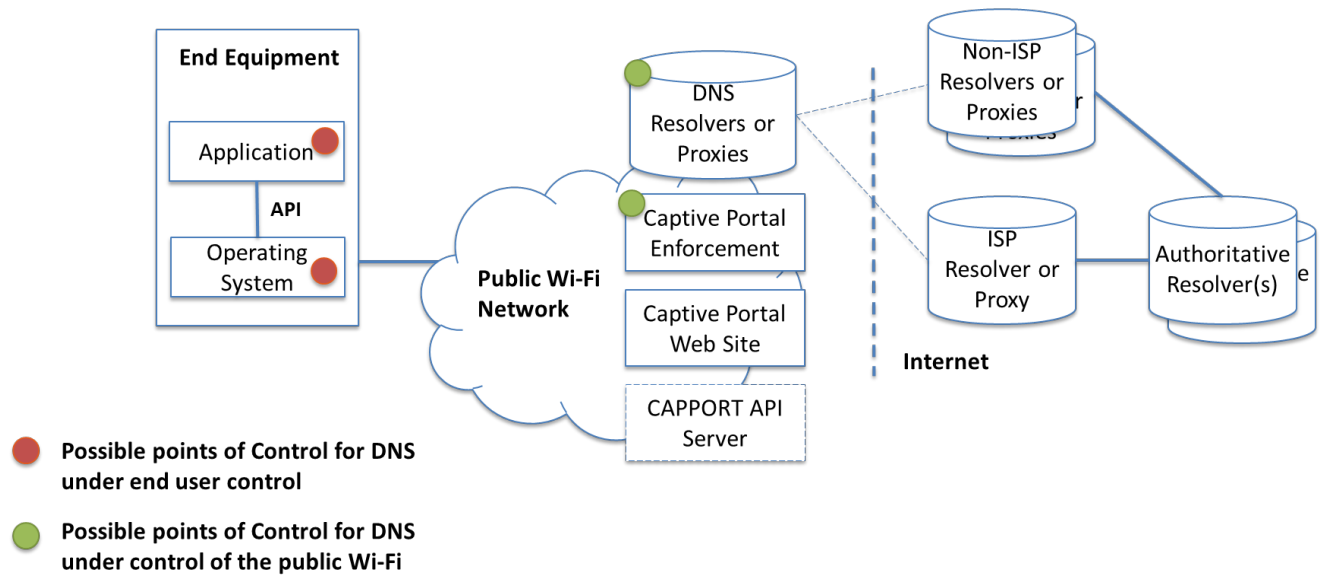 End Equipment
Application
API
Operating
System
Public Wi-Fi
Network
DNS
Resolvers or
Proxies
Captive Portal
Enforcement
Captive Portal
Web Site
CAPPORT API
Server
Non-ISP
Resolvers or
Proxies
r
Proxies
ISP
Resolver or
Proxy
Authoritative
Resolver(s)
e
Internet
Possible points of Control for DNS
under end user control
Possible points of Control for DNS
under control of the public Wi-Fi